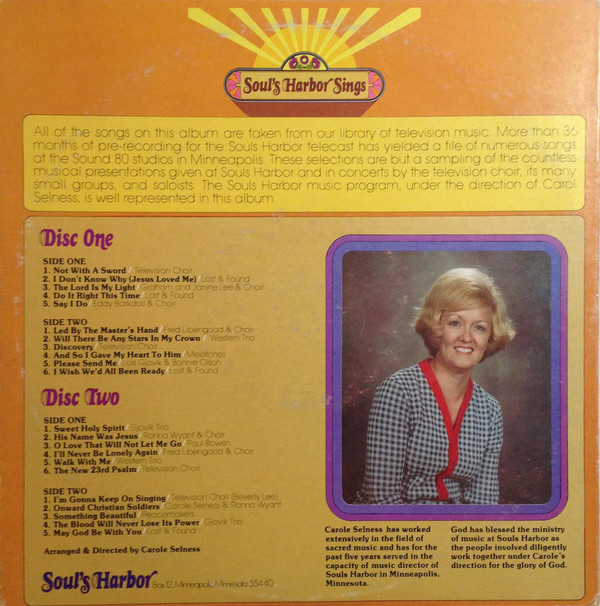 Soul's Harbor Sings
All of the songs on this album are taken from our library of television music. More than 36
months of pre-recording for the Souls Harbor telecast has yielded a file of numerous songs
at the Sound 80 studios in Minneapolis. These selections are but a sampling of the countless
musical presentations given at Souls Harbor and in concerts by the television choir, its many
small groups, and soloists. The Souls Harbor music program, under the direction of Carol
Selness, is well represented in this album.
Disc One
SIDE ONE
1. Not With A Sword / Television Choir
2. I Don't Know Why (Jesus Loved Me) / Lost & Found
3. The Lord Is My Light / Graham and Janine Lee & Choir
4. Do It Right This Time / Lost & Found
5. Say I Do / Eddy Barkdoll & Choir
SIDE TWO
1. Led By The Master's Hand / Fred Libengood & Choir
2. Will There Be Any Stars In My Crown / Western Trio
3. Discovery / Television Choir
4. And So I Gave My Heart To Him / Melotones
5. Please Send Me / Lois Gjovik & Bonnie Olson
6. I Wish We'd All Been Ready / Lost & Found
Disc Two
SIDE ONE
1. Sweet Holy Spirit / Gjovik Trio
2. His Name Was Jesus / Ranna Wyant & Choir
3. O Love That Will Not Let Me Go / Paul Bowen
4. I'll Never Be Lonely Again / Fred Libengood & Choir
5. Walk With Me / Western Trio
6. The New 23rd Psalm / Television Choir
SIDE TWO
1. I'm Gonna Keep On Singing / Television Choir (Beverly Lee)
2. Onward Christian Soldiers / Carole Selness & Ranna Wyant
3. Something Beautiful / Peacemakers
4. The Blood Will Never Lose Its Power / Gjovik Trio
5. May God Be With You / Lost & Found
Arranged & Directed by Carole Selness
Soul's Harbor Box 12, Minneapolis, Minnesota 55440
Carole Selness has worked
extensively in the field of
sacred music and has for the
past five years served in the
capacity of music director of
Souls Harbor in Minneapolis,
Minnesota.
God has blessed the ministry
of music at Souls Harbor as
the people involved diligently
work together under Carole's
direction for the glory of God.